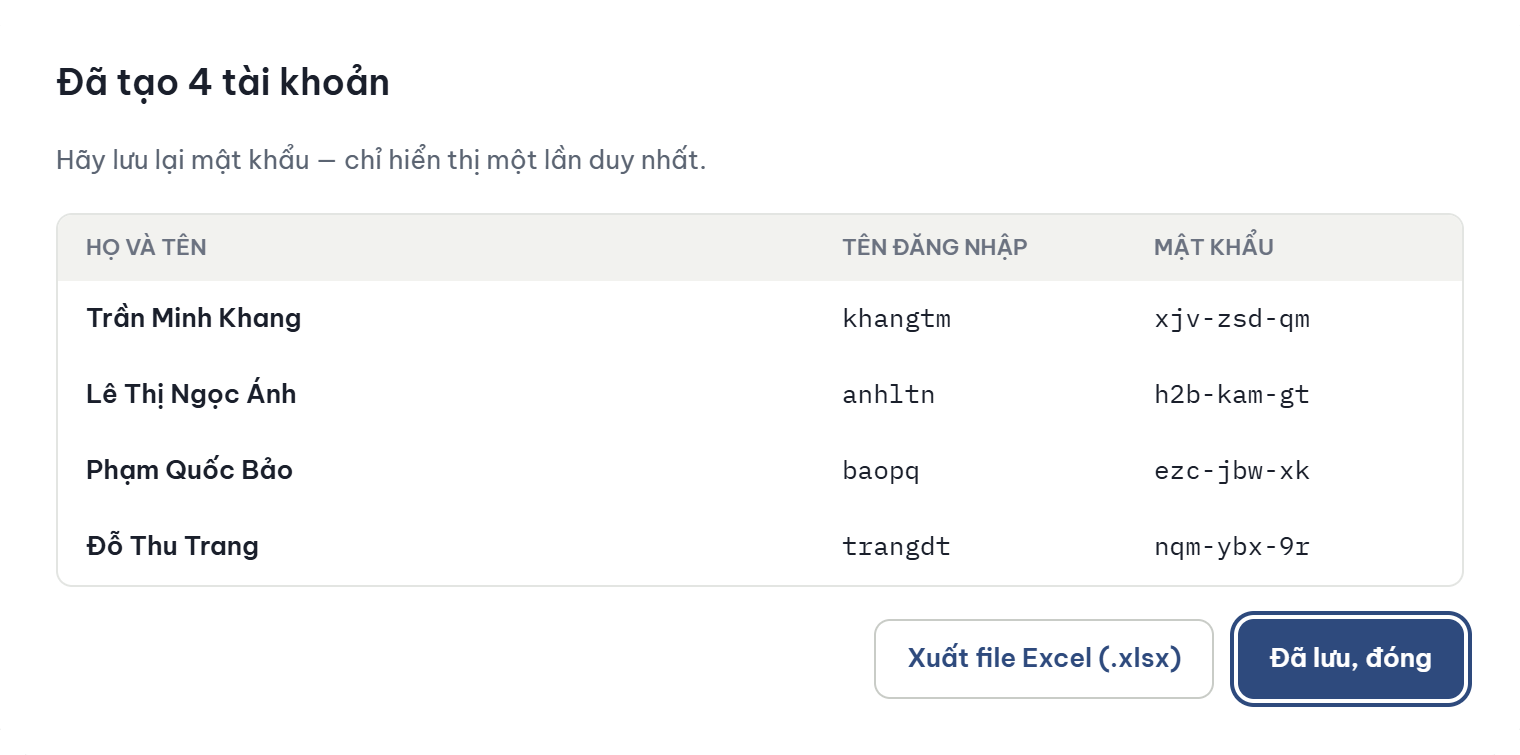 Đã tạo 4 tài khoản
Hãy lưu lại mật khẩu — chỉ hiển thị một lần duy nhất.
HỌ VÀ TÊN TÊN ĐĂNG NHẬP MẬT KHẨU
Trần Minh Khang khangtm xjv-zsd-qm
Lê Thị Ngọc Ánh anhltn h2b-kam-gt
Phạm Quốc Bảo baopq ezc-jbw-xk
Đỗ Thu Trang trangdt nqm-ybx-9r
Xuất file Excel (.xlsx) Đã lưu, đóng